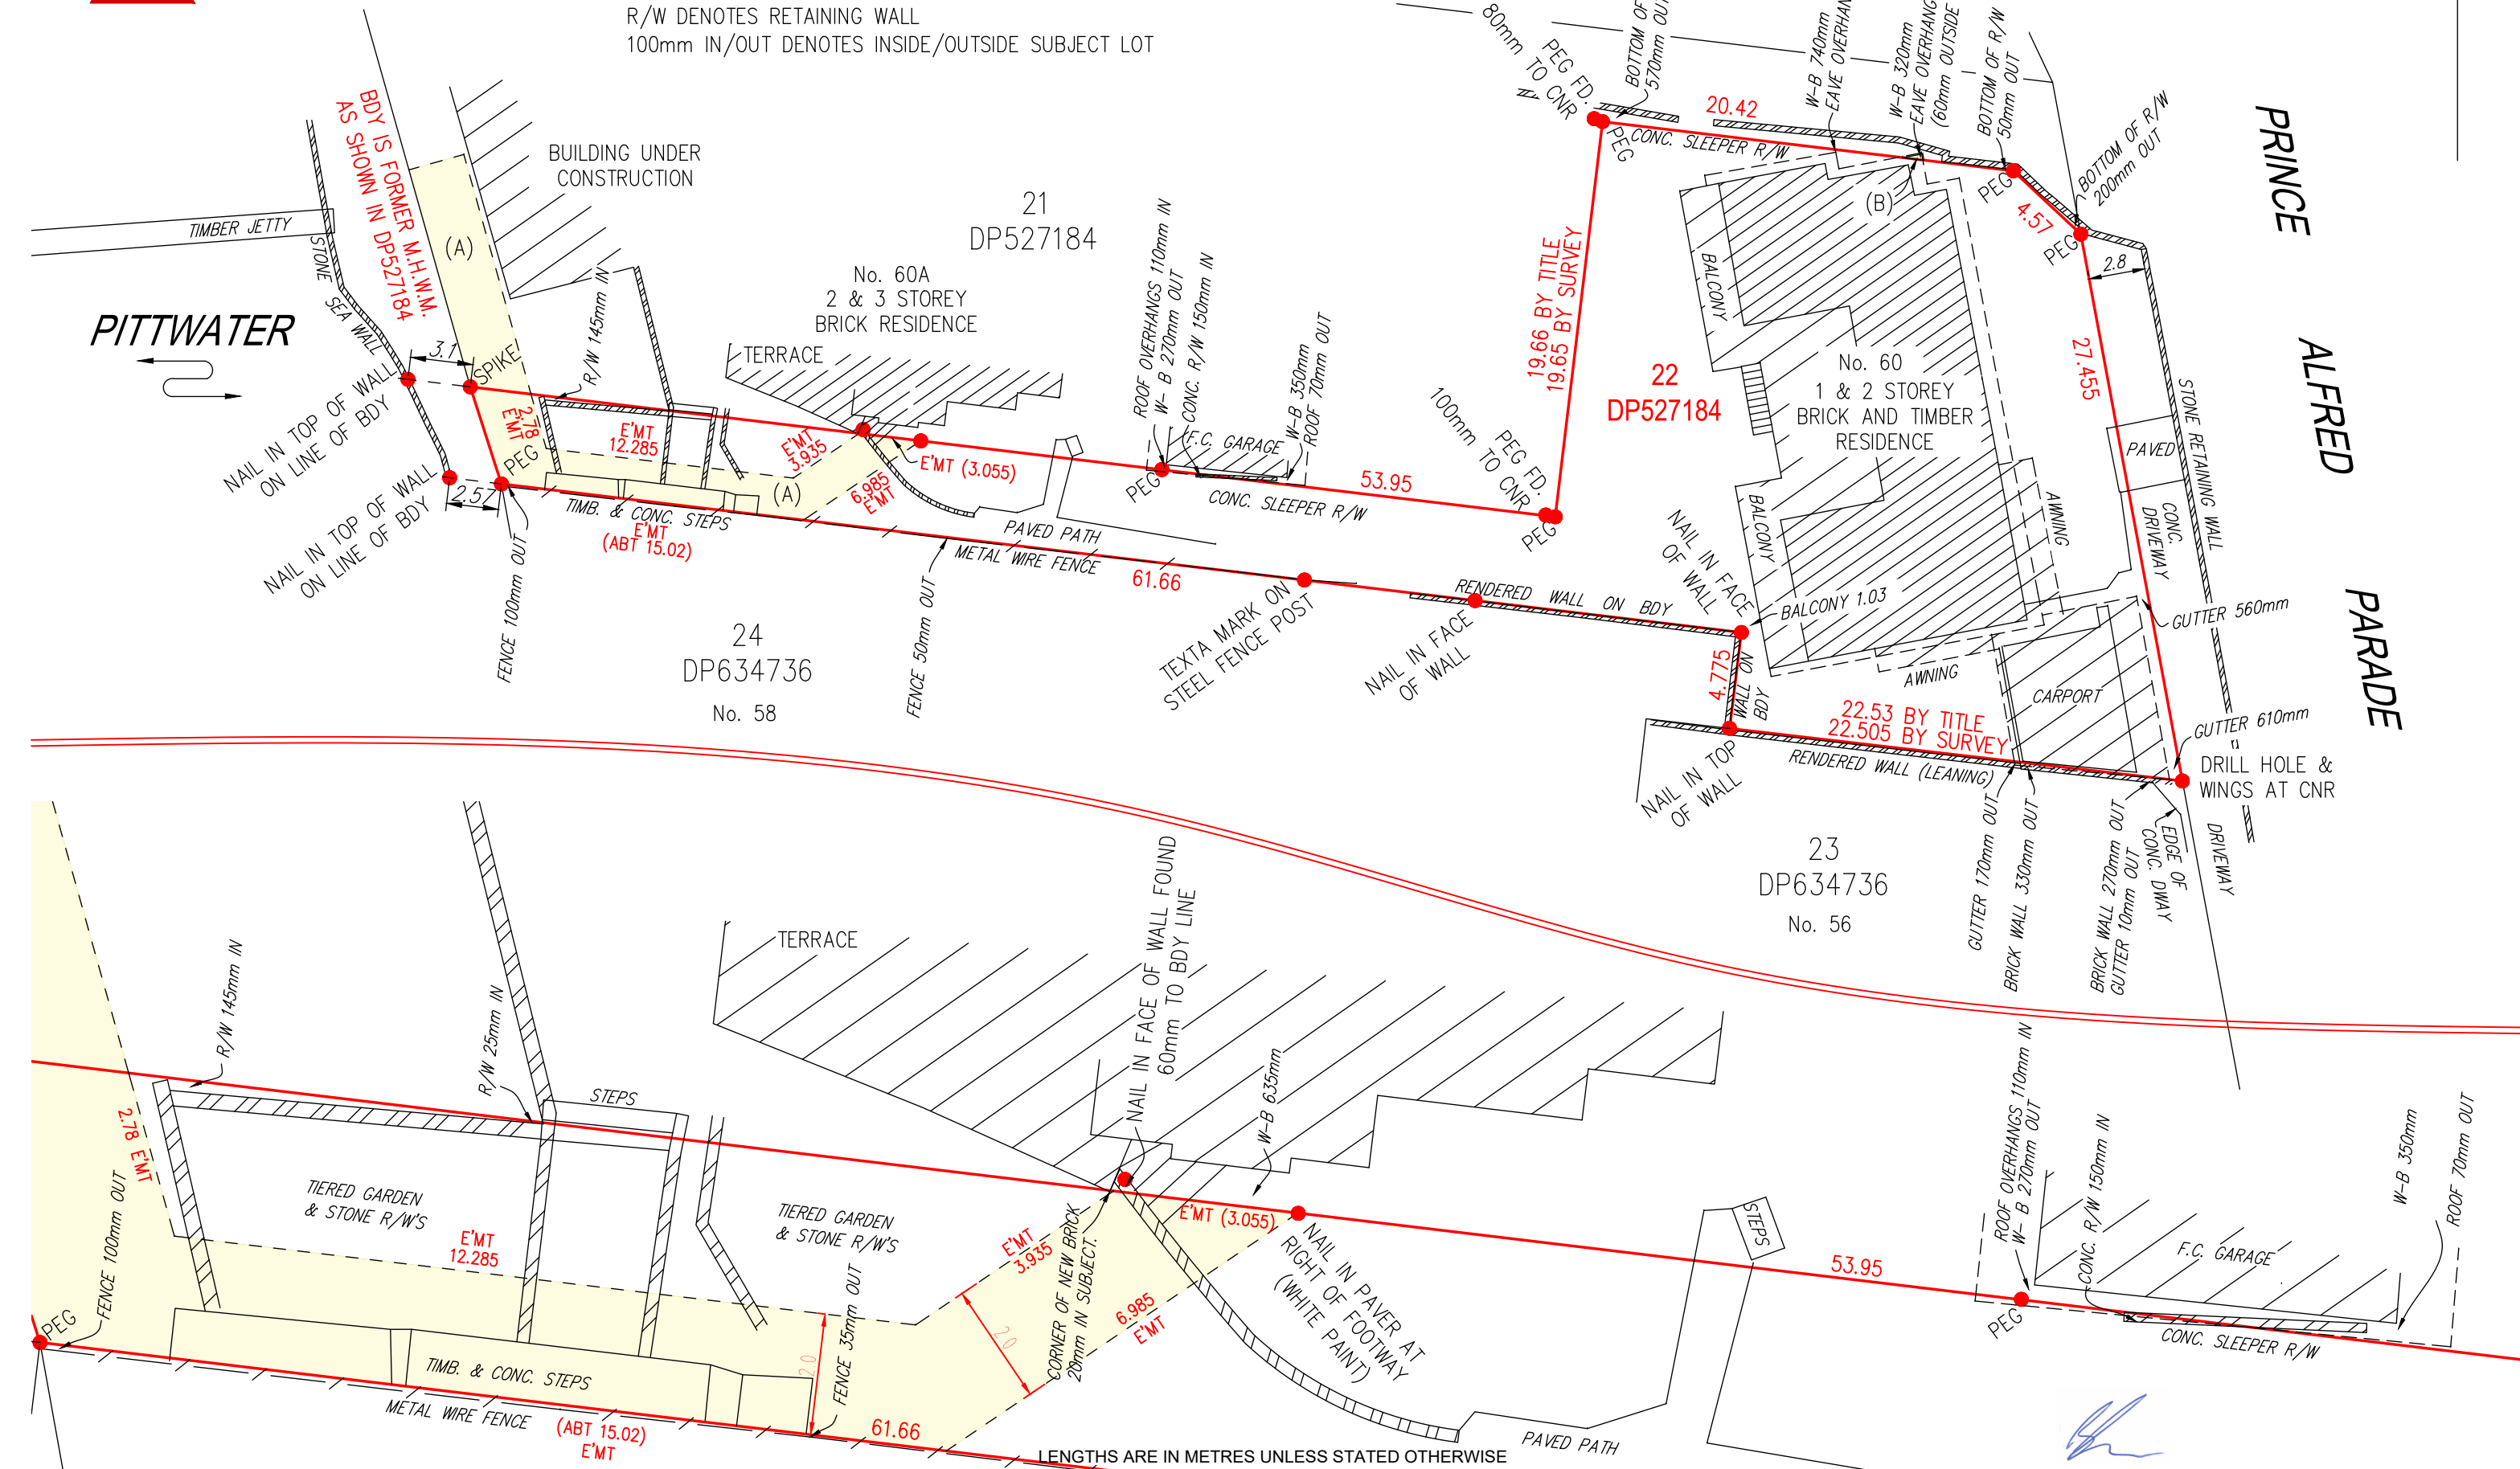 R/W DENOTES RETAINING WALL
100mm IN/OUT DENOTES INSIDE/OUTSIDE SUBJECT LOT
BDY IS FORMER M.H.W.M.
AS SHOWN IN DP527184
BUILDING UNDER
CONSTRUCTION
TIMBER JETTY
STONE SEA WALL
(A)
PITTWATER
3.1
SPIKE
NAIL IN TOP OF WALL
ON LINE OF BDY
NAIL IN TOP OF WALL
ON LINE OF BDY
2.57
2.78
E'MT
PEG
FENCE 100mm OUT
R/W 145mm IN
21
DP527184
No. 60A
2 & 3 STOREY
BRICK RESIDENCE
TERRACE
E'MT
12.285
E'MT
3.935
(A)
6.985
E'MT
E'MT (3.055)
TIMB. & CONC. STEPS
E'MT
(ABT 15.02)
PAVED PATH
METAL WIRE FENCE
61.66
FENCE 50mm OUT
24
DP634736
No. 58
ROOF OVERHANGS 110mm IN
W- B 270mm OUT
CONC. R/W 150mm IN
F.C. GARAGE
W-B 350mm
ROOF 70mm OUT
PEG
CONC. SLEEPER R/W
53.95
100mm TO CNR
PEG FD.
PEG
80mm TO CNR
PEG FD.
PEG
BOTTOM OF
570mm OUT
20.42
CONC. SLEEPER R/W
W-B 740mm
W-B 320mm
(60mm OUTSIDE
BOTTOM OF R/W
50mm OUT
PEG
4.57
BOTTOM OF R/W
200mm OUT
PEG
2.8
(B)
BALCONY
19.66 BY TITLE
19.65 BY SURVEY
22
DP527184
No. 60
1 & 2 STOREY
BRICK AND TIMBER
RESIDENCE
27.455
PAVED
CONC.
DRIVEWAY
STONE RETAINING WALL
PRINCE
ALFRED
PARADE
AWNING
BALCONY
NAIL IN FACE
OF WALL
BALCONY 1.03
RENDERED WALL ON BDY
TEXTA MARK ON
STEEL FENCE POST
NAIL IN FACE
OF WALL
4.775
WALL ON
BDY
AWNING
CARPORT
GUTTER 560mm
GUTTER 610mm
22.53 BY TITLE
22.505 BY SURVEY
RENDERED WALL (LEANING)
NAIL IN TOP
OF WALL
DRILL HOLE &
WINGS AT CNR
23
DP634736
No. 56
GUTTER 170mm OUT
BRICK WALL 330mm OUT
BRICK WALL 270mm OUT
GUTTER 10mm OUT
EDGE OF
CONC. DWAY
DRIVEWAY
R/W 145mm IN
2.78 E'MT
FENCE 100mm OUT
PEG
R/W 25mm IN
STEPS
TIERED GARDEN
& STONE R/W'S
E'MT
12.285
TIERED GARDEN
& STONE R/W'S
TERRACE
NAIL IN FACE OF WALL FOUND
60mm TO BDY LINE
W-B 635mm
E'MT (3.055)
E'MT
3.935
CORNER OF NEW BRICK
20mm IN SUBJECT.
2.0
2.0
6.985
E'MT
NAIL IN PAVER AT
RIGHT OF FOOTWAY
(WHITE PAINT)
FENCE 35mm OUT
TIMB. & CONC. STEPS
METAL WIRE FENCE
(ABT 15.02)
E'MT
61.66
STEPS
PAVED PATH
53.95
ROOF OVERHANGS 110mm IN
W- B 270mm OUT
CONC. R/W 150mm IN
F.C. GARAGE
W-B 350mm
ROOF 70mm OUT
PEG
CONC. SLEEPER R/W
LENGTHS ARE IN METRES UNLESS STATED OTHERWISE